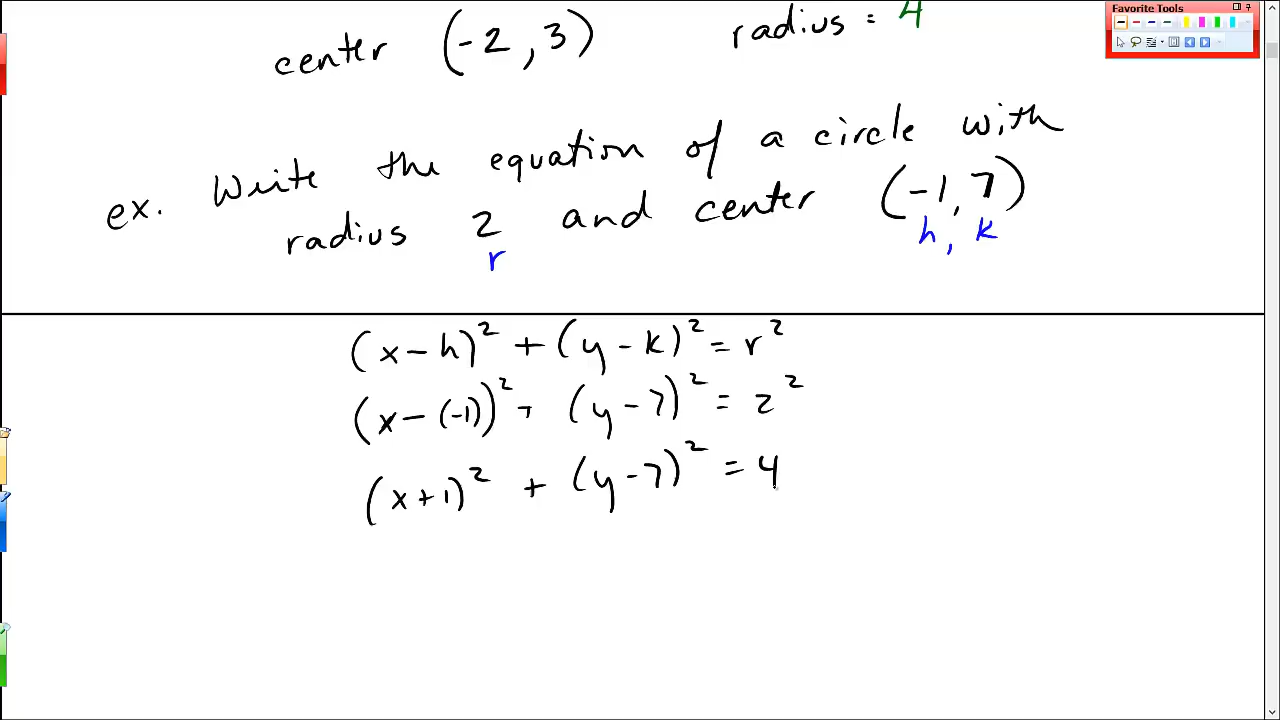 Favorite Tools
center (-2, 3) radius = 4
ex. Write the equation of a circle with
radius 2 and center (-1, 7)
r h, k
(x - h)² + (y - k)² = r²
(x - (-1))² + (y - 7)² = 2²
(x + 1)² + (y - 7)² = 4